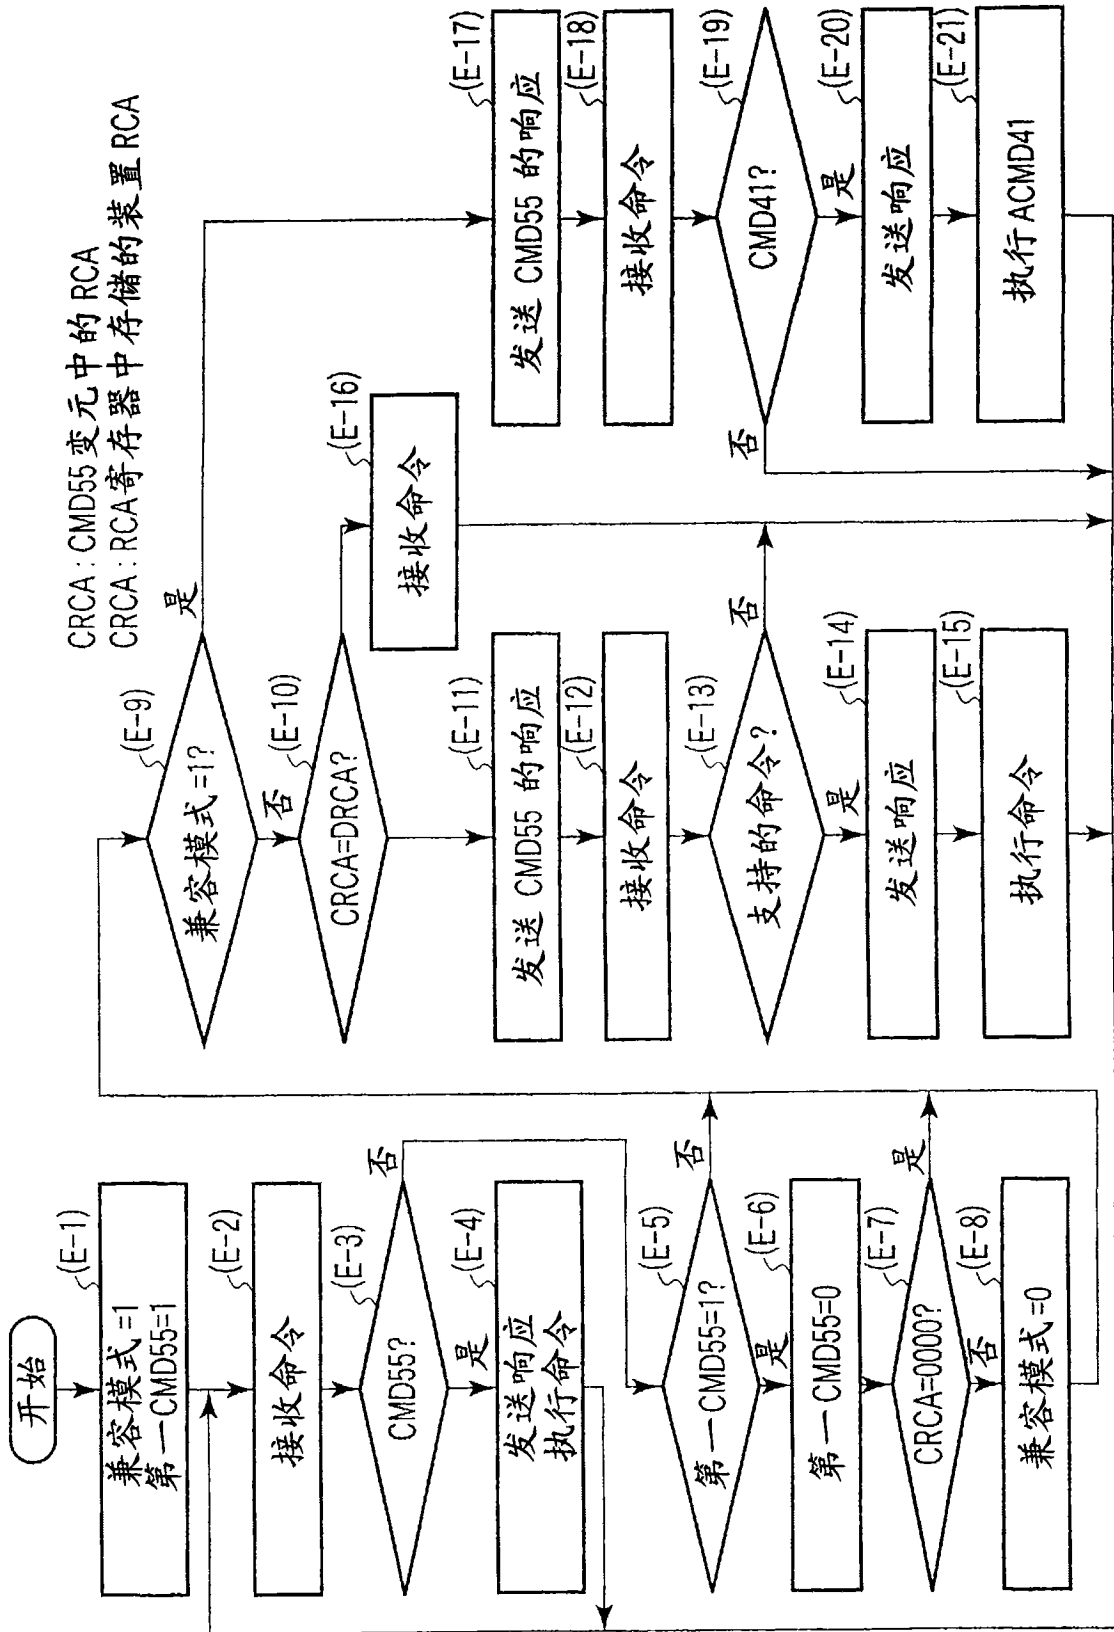 开始
兼容模式=1
第一CMD55=1
(E-1)
接收命令
(E-2)
CMD55?
(E-3)
否
是
发送响应
执行命令
(E-4)
第一CMD55=1?
(E-5)
否
是
第一CMD55=0
(E-6)
CRCA=0000?
(E-7)
是
否
兼容模式=0
(E-8)
CRCA:CMD55变元中的RCA
CRCA:RCA寄存器中存储的装置RCA
兼容模式=1?
(E-9)
是
否
CRCA=DRCA?
(E-10)
发送 CMD55 的响应
(E-11)
接收命令
(E-12)
支持的命令?
(E-13)
否
是
发送响应
(E-14)
执行命令
(E-15)
接收命令
(E-16)
发送 CMD55 的响应
(E-17)
接收命令
(E-18)
CMD41?
(E-19)
否
是
发送响应
(E-20)
执行 ACMD41
(E-21)